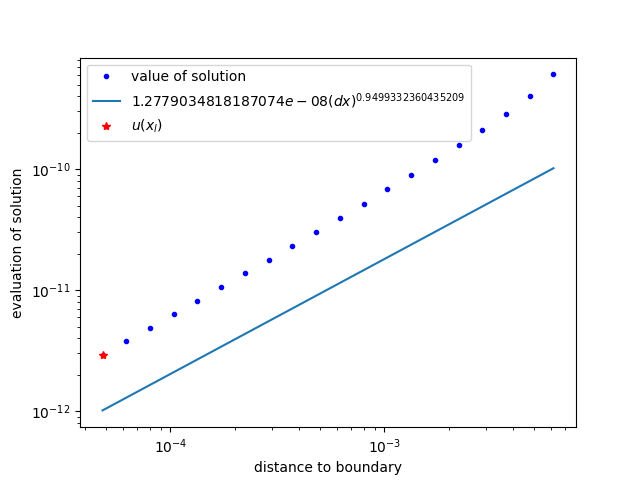 value of solution
1.2779034818187074e − 08(dx)^0.9499332360435209
u(x_l)
evaluation of solution
10^−10
10^−11
10^−12
10^−4
10^−3
distance to boundary